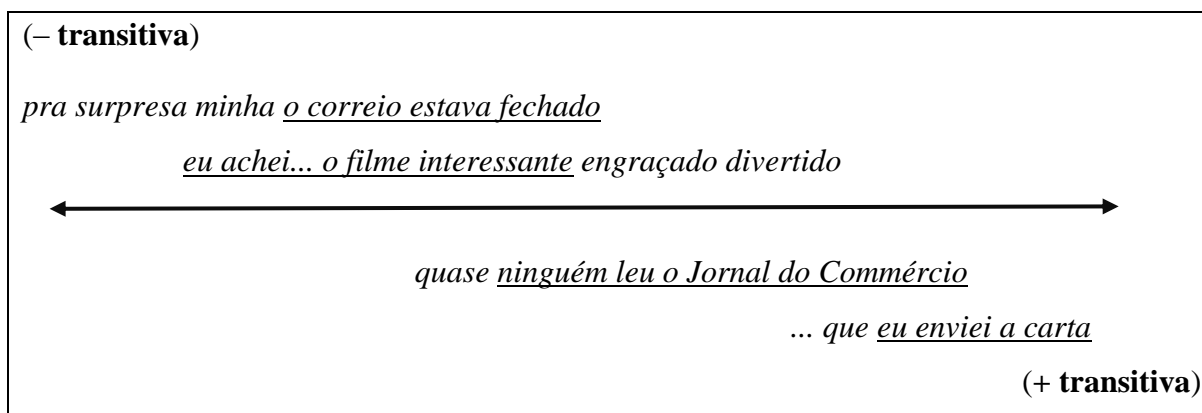 (– transitiva)
pra surpresa minha o correio estava fechado
eu achei... o filme interessante engraçado divertido
quase ninguém leu o Jornal do Commércio
... que eu enviei a carta
(+ transitiva)